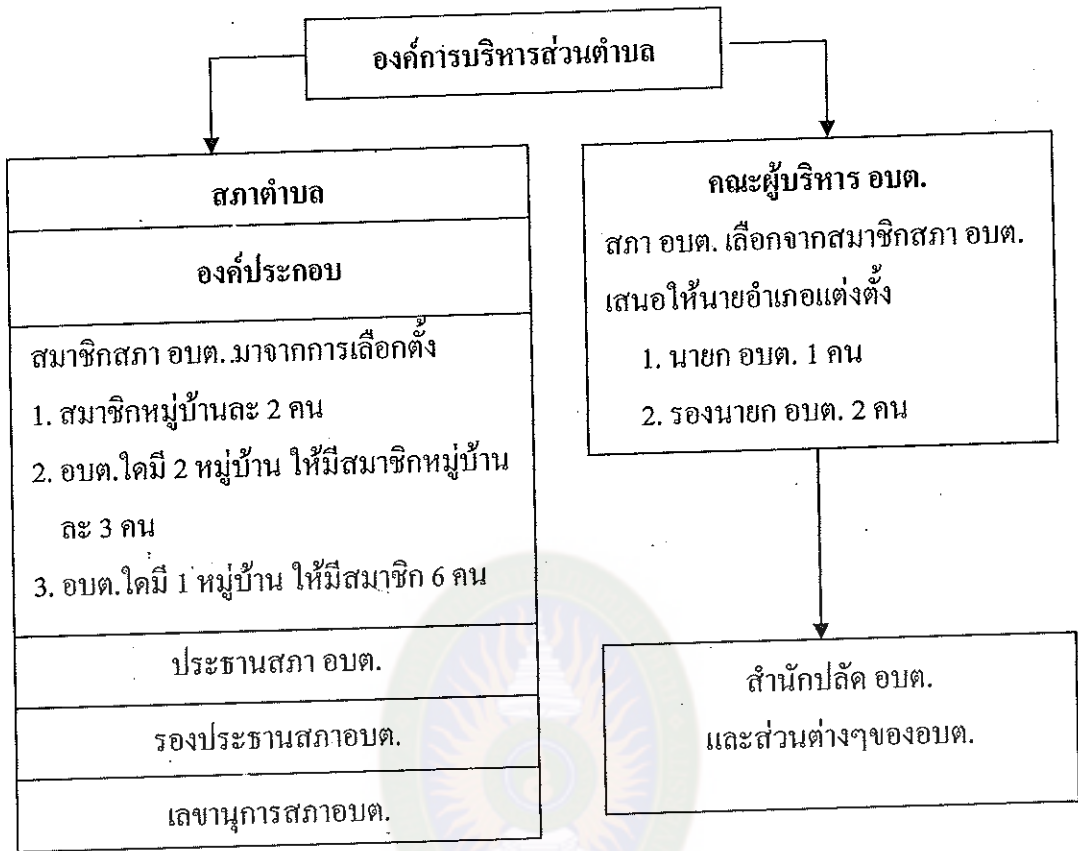 องค์การบริหารส่วนตำบล
สภาตำบล
องค์ประกอบ
สมาชิกสภา อบต. มาจากการเลือกตั้ง
1. สมาชิกหมู่บ้านละ 2 คน
2. อบต.ใดมี 2 หมู่บ้าน ให้มีสมาชิกหมู่บ้าน
ละ 3 คน
3. อบต.ใดมี 1 หมู่บ้าน ให้มีสมาชิก 6 คน
ประธานสภา อบต.
รองประธานสภาอบต.
เลขานุการสภาอบต.
คณะผู้บริหาร อบต.
สภา อบต. เลือกจากสมาชิกสภา อบต.
เสนอให้นายอำเภอแต่งตั้ง
1. นายก อบต. 1 คน
2. รองนายก อบต. 2 คน
สำนักปลัด อบต.
และส่วนต่างๆของอบต.